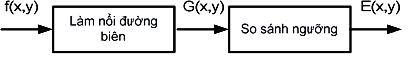 f(x,y)
Làm nổi đường
biên
G(x,y)
So sánh ngưỡng
E(x,y)